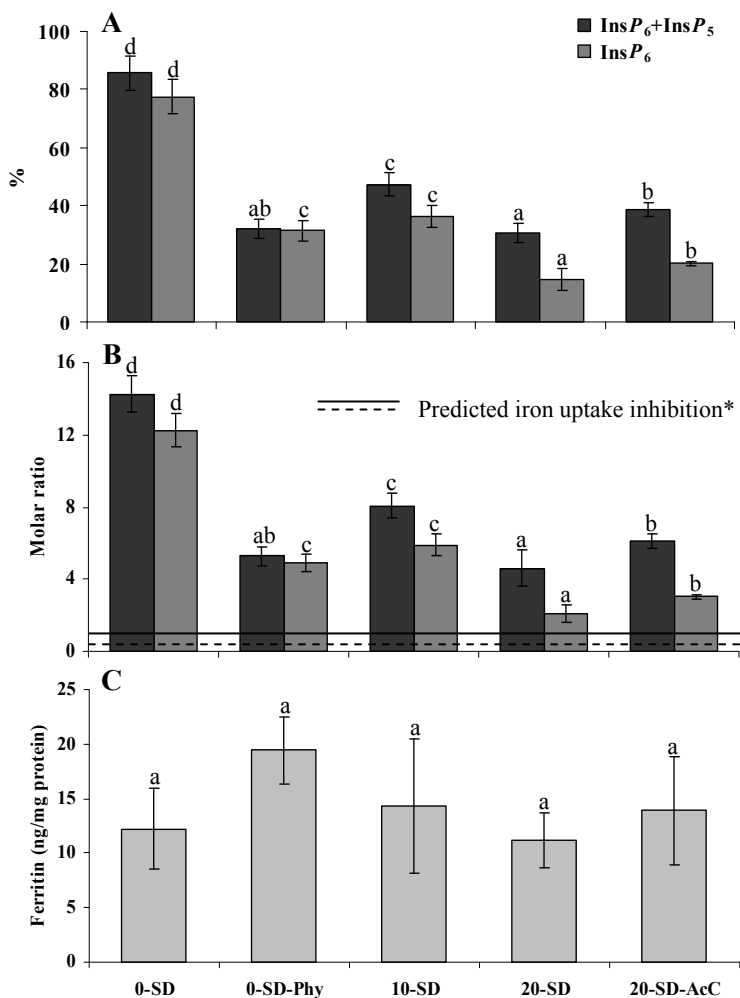 A
InsP6+InsP5
InsP6
100
80
60
40
20
0
%
d d
ab c
c c
a a
b b
B
Predicted iron uptake inhibition*
16
12
8
4
0
Molar ratio
d d
ab c
c c
a a
b b
C
25
20
15
10
5
0
Ferritin (ng/mg protein)
a a a a a
0-SD 0-SD-Phy 10-SD 20-SD 20-SD-AcC